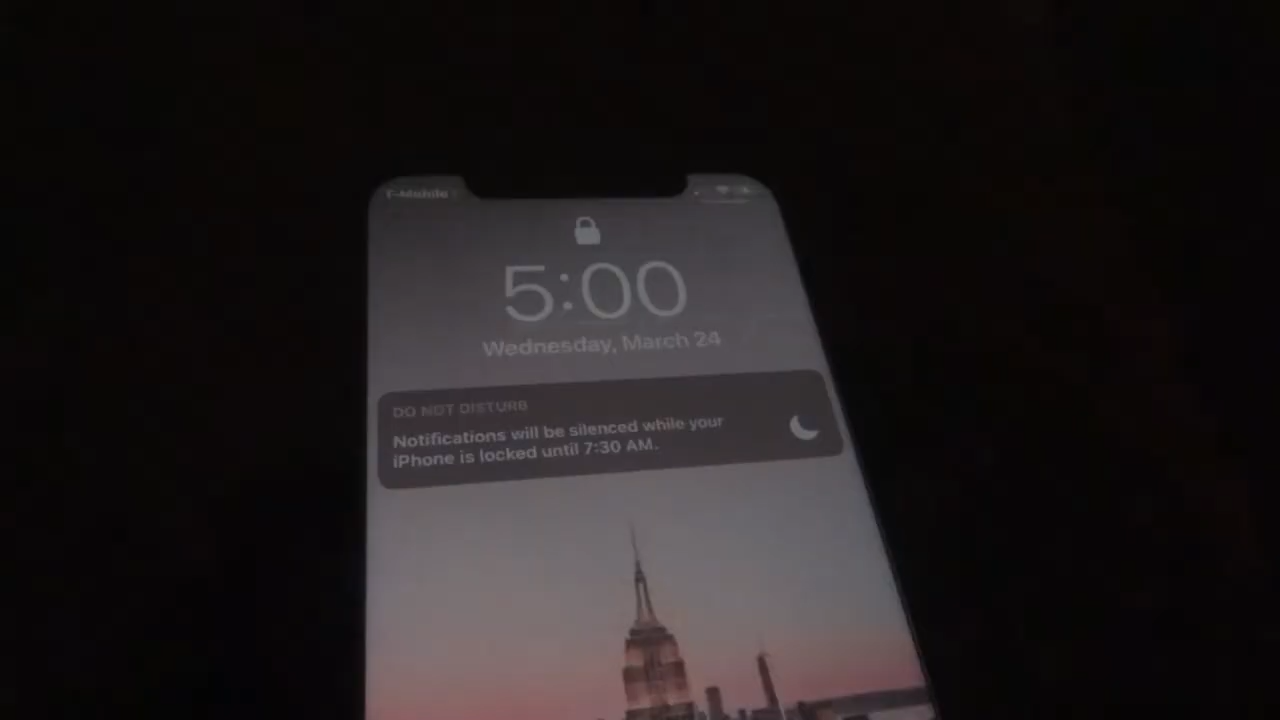 T-Mobile
5:00
Wednesday, March 24
DO NOT DISTURB
Notifications will be silenced while your
iPhone is locked until 7:30 AM.